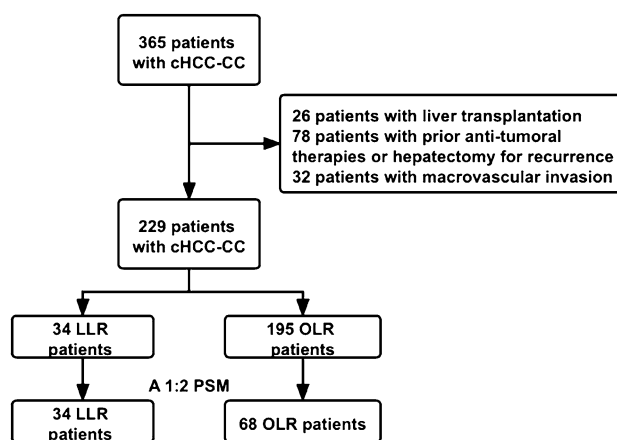 365 patients
with cHCC-CC
26 patients with liver transplantation
78 patients with prior anti-tumoral
therapies or hepatectomy for recurrence
32 patients with macrovascular invasion
229 patients
with cHCC-CC
34 LLR
patients
195 OLR
patients
A 1:2 PSM
34 LLR
patients
68 OLR patients